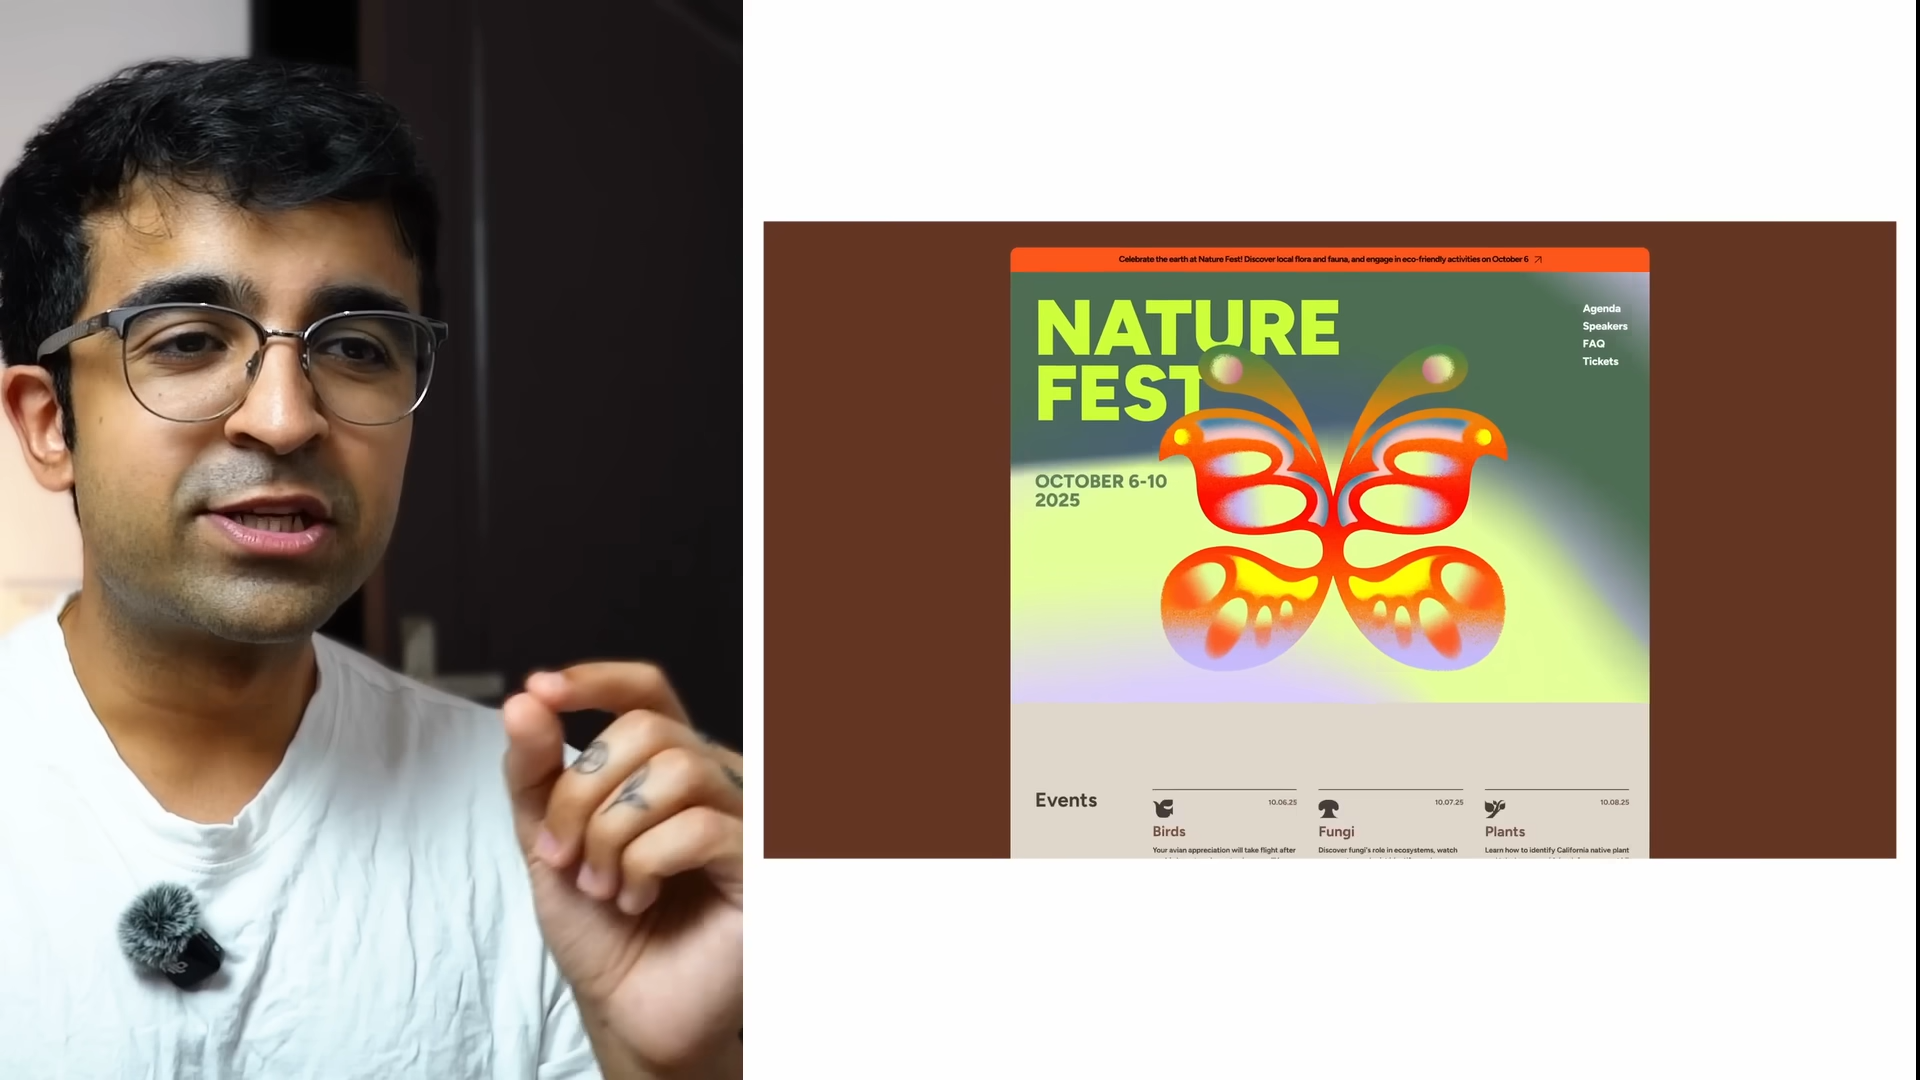 Celebrate the earth at Nature Fest! Discover local flora and fauna, and engage in eco-friendly activities on October 6
NATURE
FEST
Agenda
Speakers
FAQ
Tickets
OCTOBER 6-10
2025
Events
10.06.25
Birds
Your avian appreciation will take flight after
10.07.25
Fungi
Discover fungi's role in ecosystems, watch
10.08.25
Plants
Learn how to identify California native plant